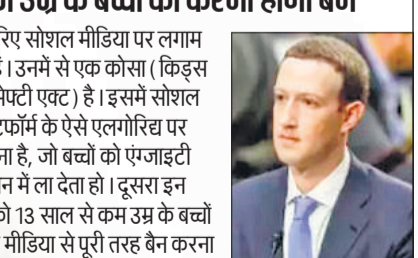 उम्र के बच्चों को करना होगा बैन
रिए सोशल मीडिया पर लगाम
हैं। उनमें से एक कोसा ( किड्स
सेफ्टी एक्ट ) है। इसमें सोशल
टफॉर्म के ऐसे एलगोरिद्म पर
ना है, जो बच्चों को एंग्जाइटी
न में ला देता हो। दूसरा इन
को 13 साल से कम उम्र के बच्चों
मीडिया से पूरी तरह बैन करना